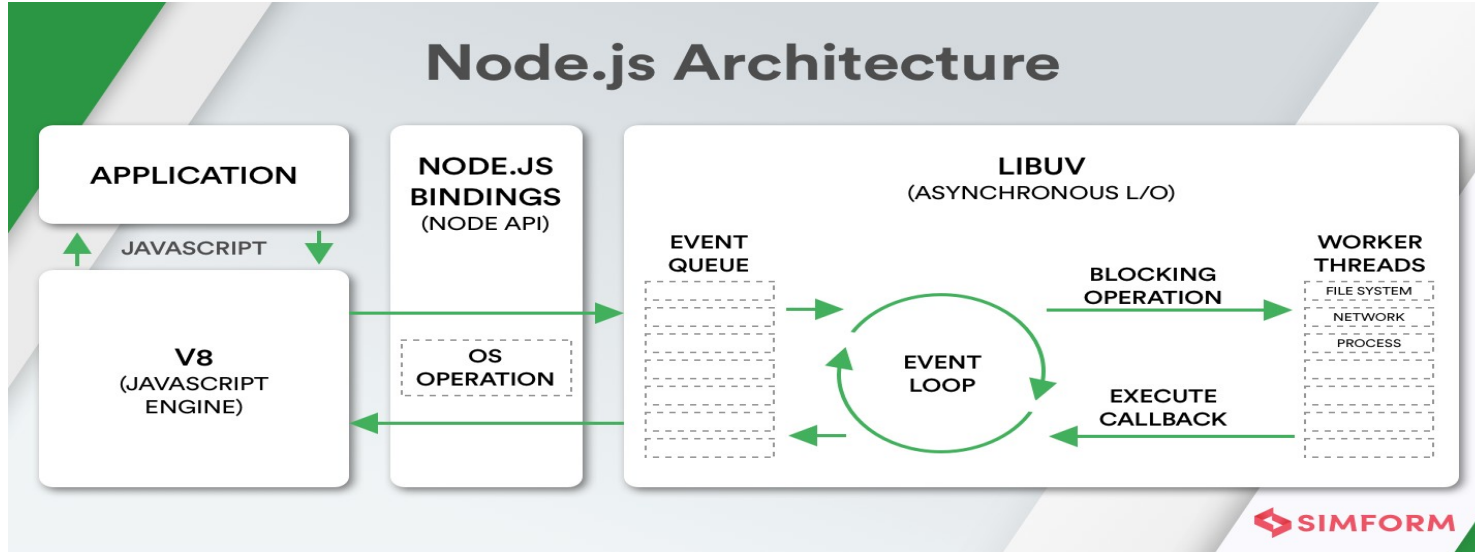 Node.js Architecture
APPLICATION
JAVASCRIPT
V8
(JAVASCRIPT
ENGINE)
NODE.JS
BINDINGS
(NODE API)
OS
OPERATION
LIBUV
(ASYNCHRONOUS L/O)
EVENT
QUEUE
EVENT
LOOP
BLOCKING
OPERATION
EXECUTE
CALLBACK
WORKER
THREADS
FILE SYSTEM
NETWORK
PROCESS
SIMFORM